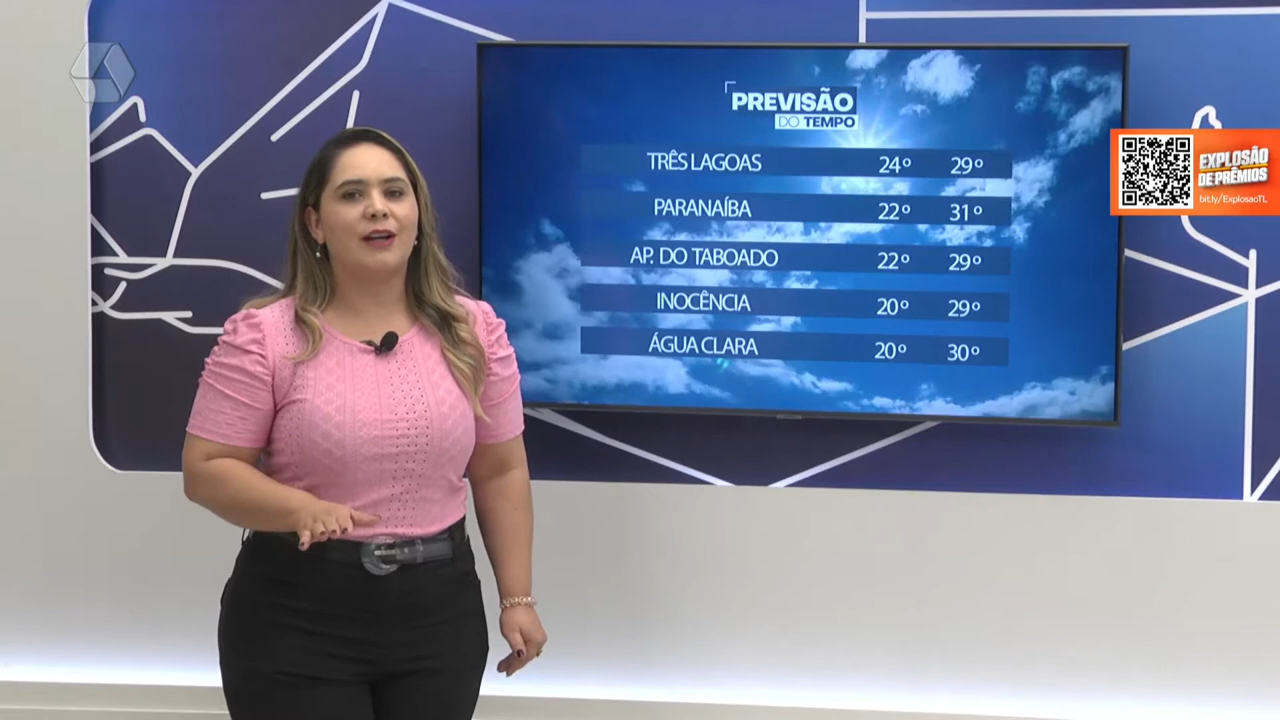 PREVISÃO
DO TEMPO
TRÊS LAGOAS 24º 29º
PARANAÍBA 22º 31º
AP. DO TABOADO 22º 29º
INOCÊNCIA 20º 29º
ÁGUA CLARA 20º 30º
EXPLOSÃO
DE PRÊMIOS
bit.ly/ExplosaoTL